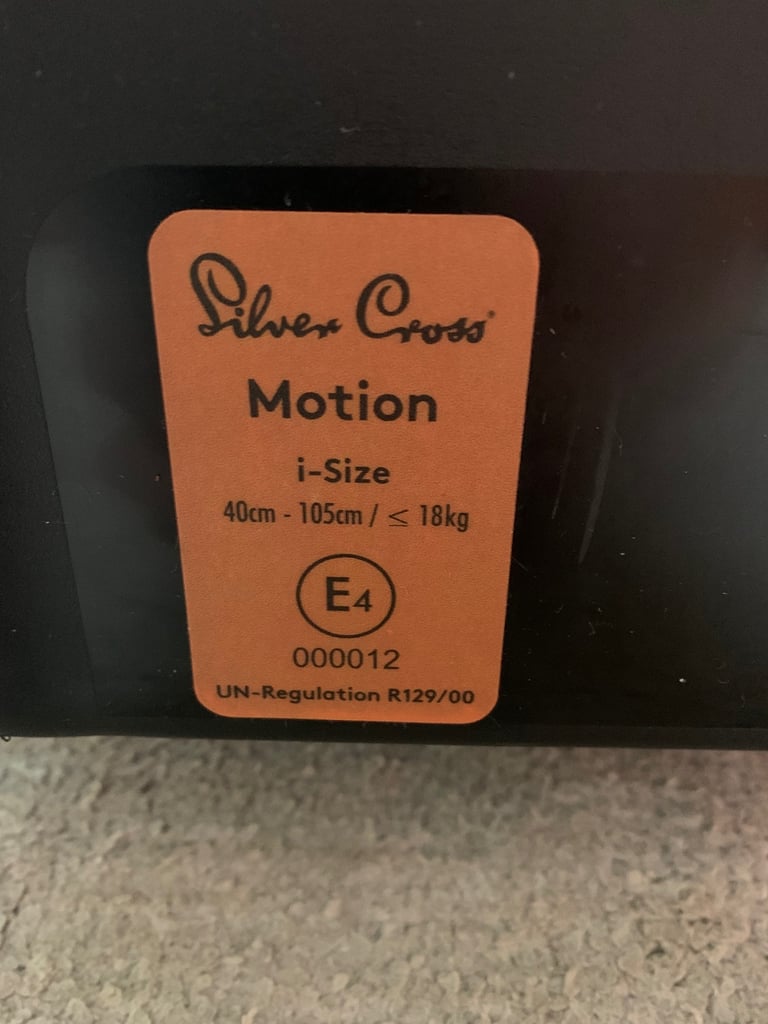 Silver Cross
Motion
i-Size
40cm - 105cm / ≤ 18kg
E4
000012
UN-Regulation R129/00